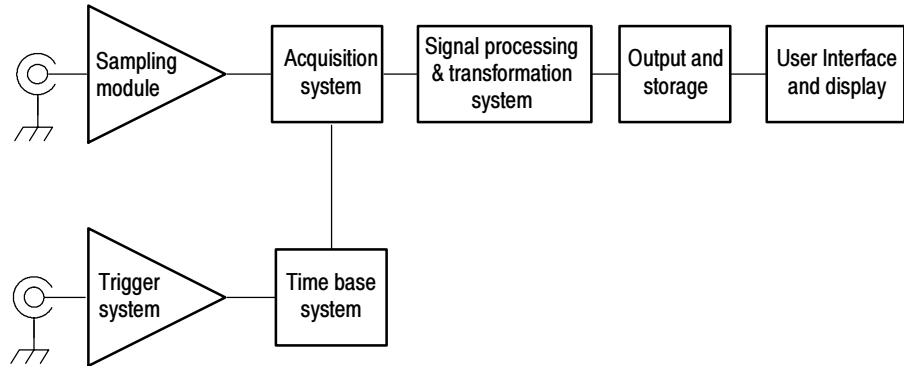 Sampling
module
Acquisition
system
Signal processing
& transformation
system
Output and
storage
User Interface
and display
Trigger
system
Time base
system